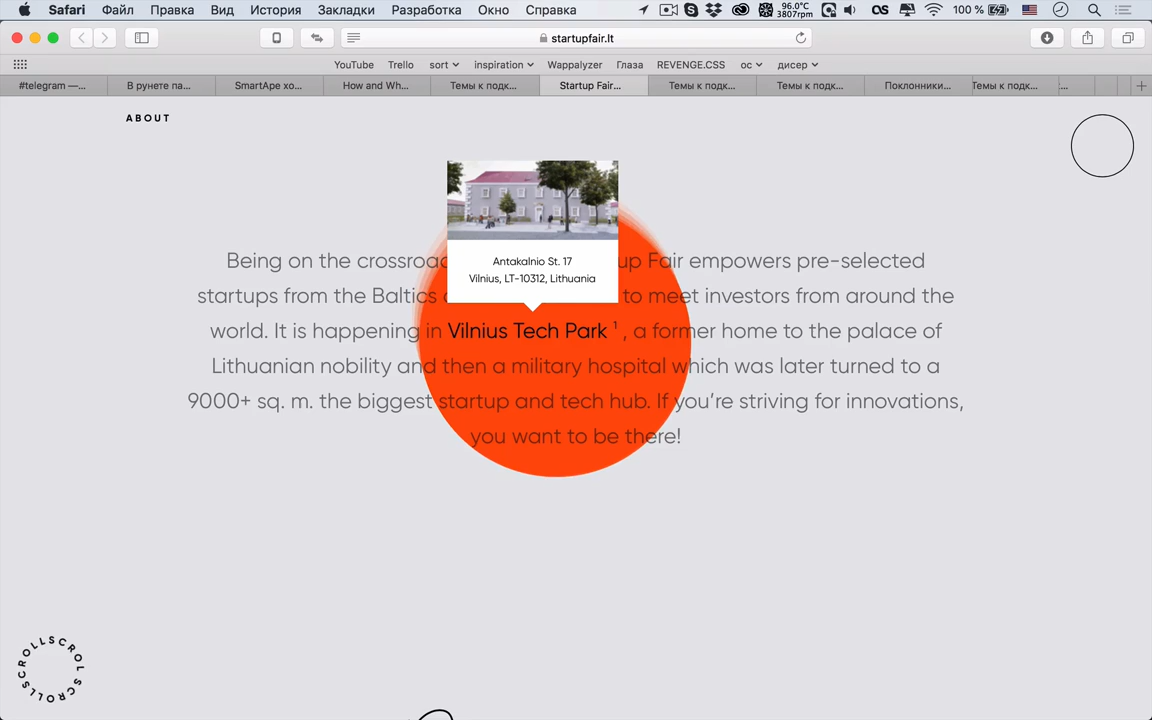 Safari Файл Правка Вид История Закладки Разработка Окно Справка 96.0°C 3807rpm 100 %
startupfair.lt
YouTube Trello sort inspiration Wappalyzer Глаза REVENGE.CSS ос дисер
#telegram —... В рунете па... SmartApe хо... How and Wh... Темы к подк... Startup Fair... Темы к подк... Темы к подк... Поклонники... Темы к подк... ...
ABOUT
Antakalnio St. 17
Vilnius, LT-10312, Lithuania
Being on the crossroa up Fair empowers pre-selected
startups from the Baltics to meet investors from around the
world. It is happening in Vilnius Tech Park ¹ , a former home to the palace of
Lithuanian nobility and then a military hospital which was later turned to a
9000+ sq. m. the biggest startup and tech hub. If you’re striving for innovations,
you want to be there!
SCROLLSCROLLSCROL